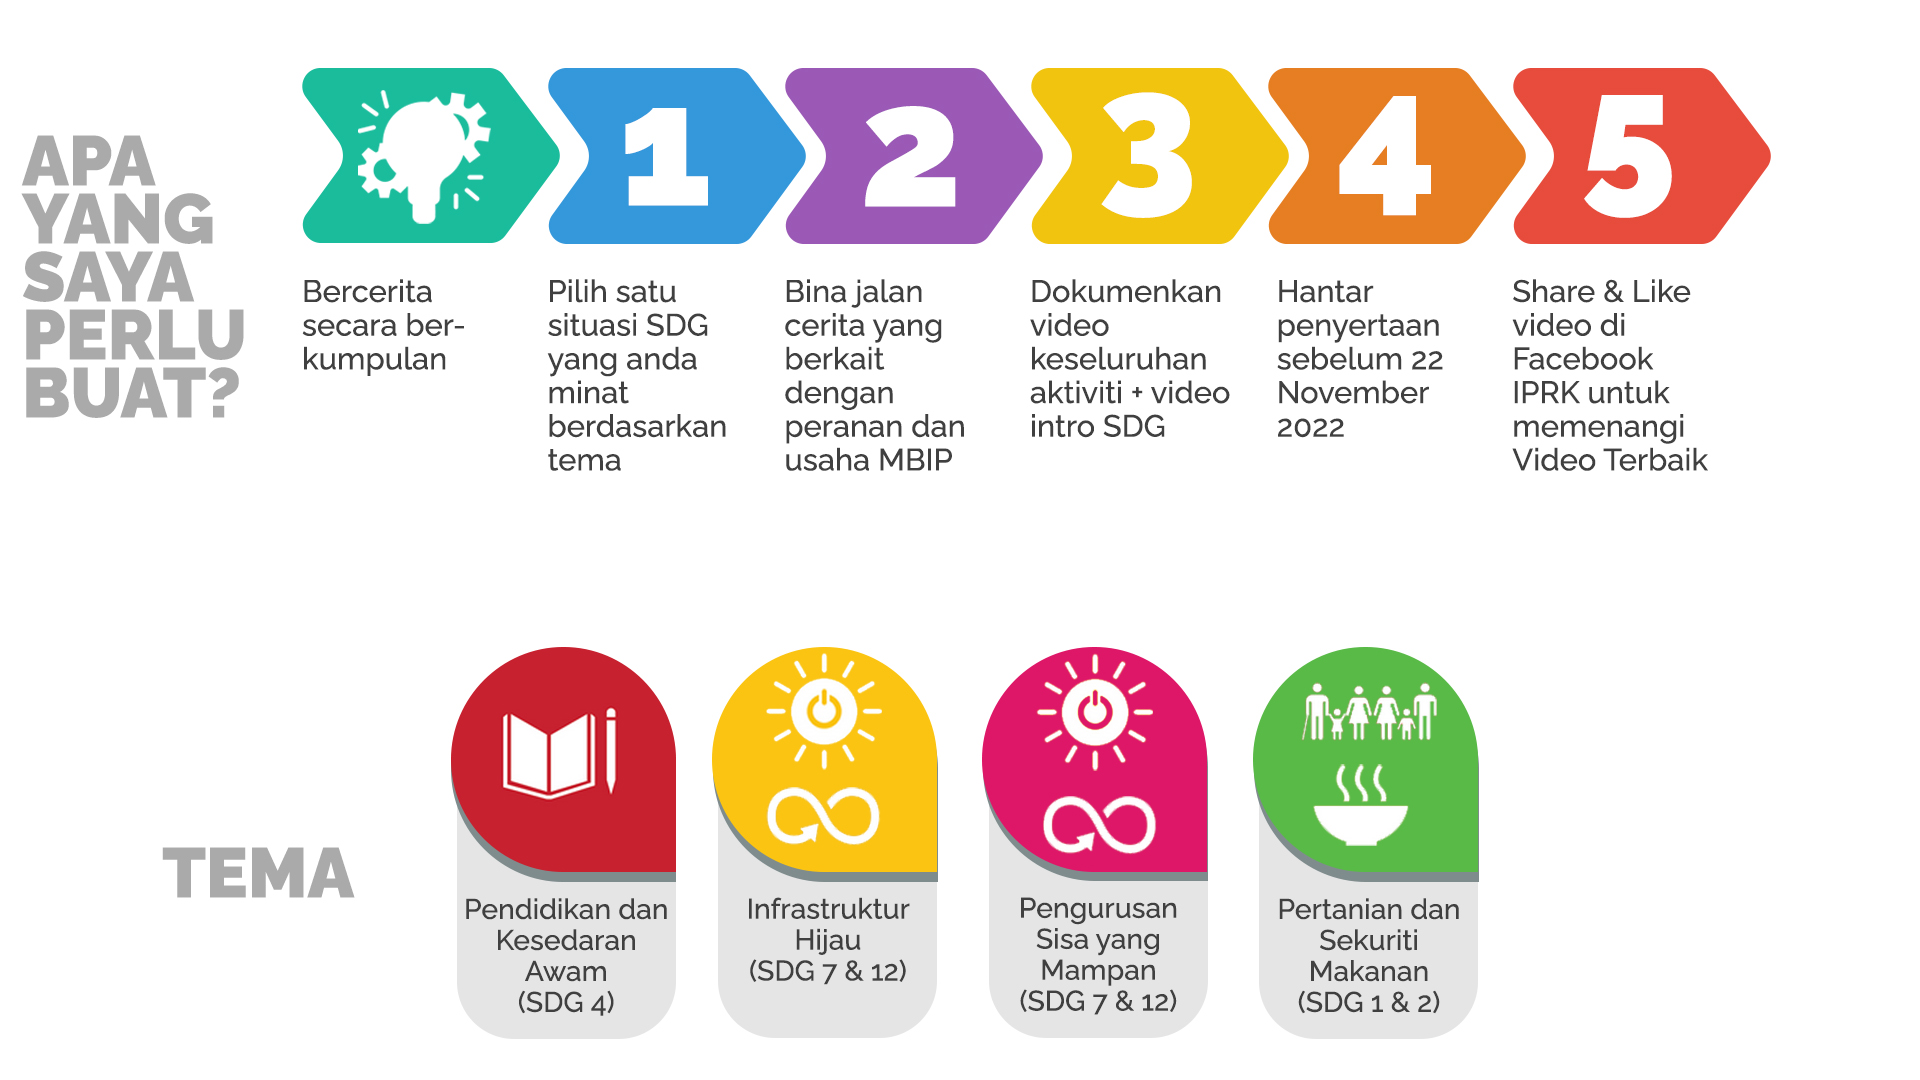 APA
YANG
SAYA
PERLU
BUAT?
Bercerita
secara ber-
kumpulan
1
Pilih satu
situasi SDG
yang anda
minat
berdasarkan
tema
2
Bina jalan
cerita yang
berkait
dengan
peranan dan
usaha MBIP
3
Dokumenkan
video
keseluruhan
aktiviti + video
intro SDG
4
Hantar
penyertaan
sebelum 22
November
2022
5
Share & Like
video di
Facebook
IPRK untuk
memenangi
Video Terbaik
TEMA
Pendidikan dan
Kesedaran
Awam
(SDG 4)
Infrastruktur
Hijau
(SDG 7 & 12)
Pengurusan
Sisa yang
Mampan
(SDG 7 & 12)
Pertanian dan
Sekuriti
Makanan
(SDG 1 & 2)